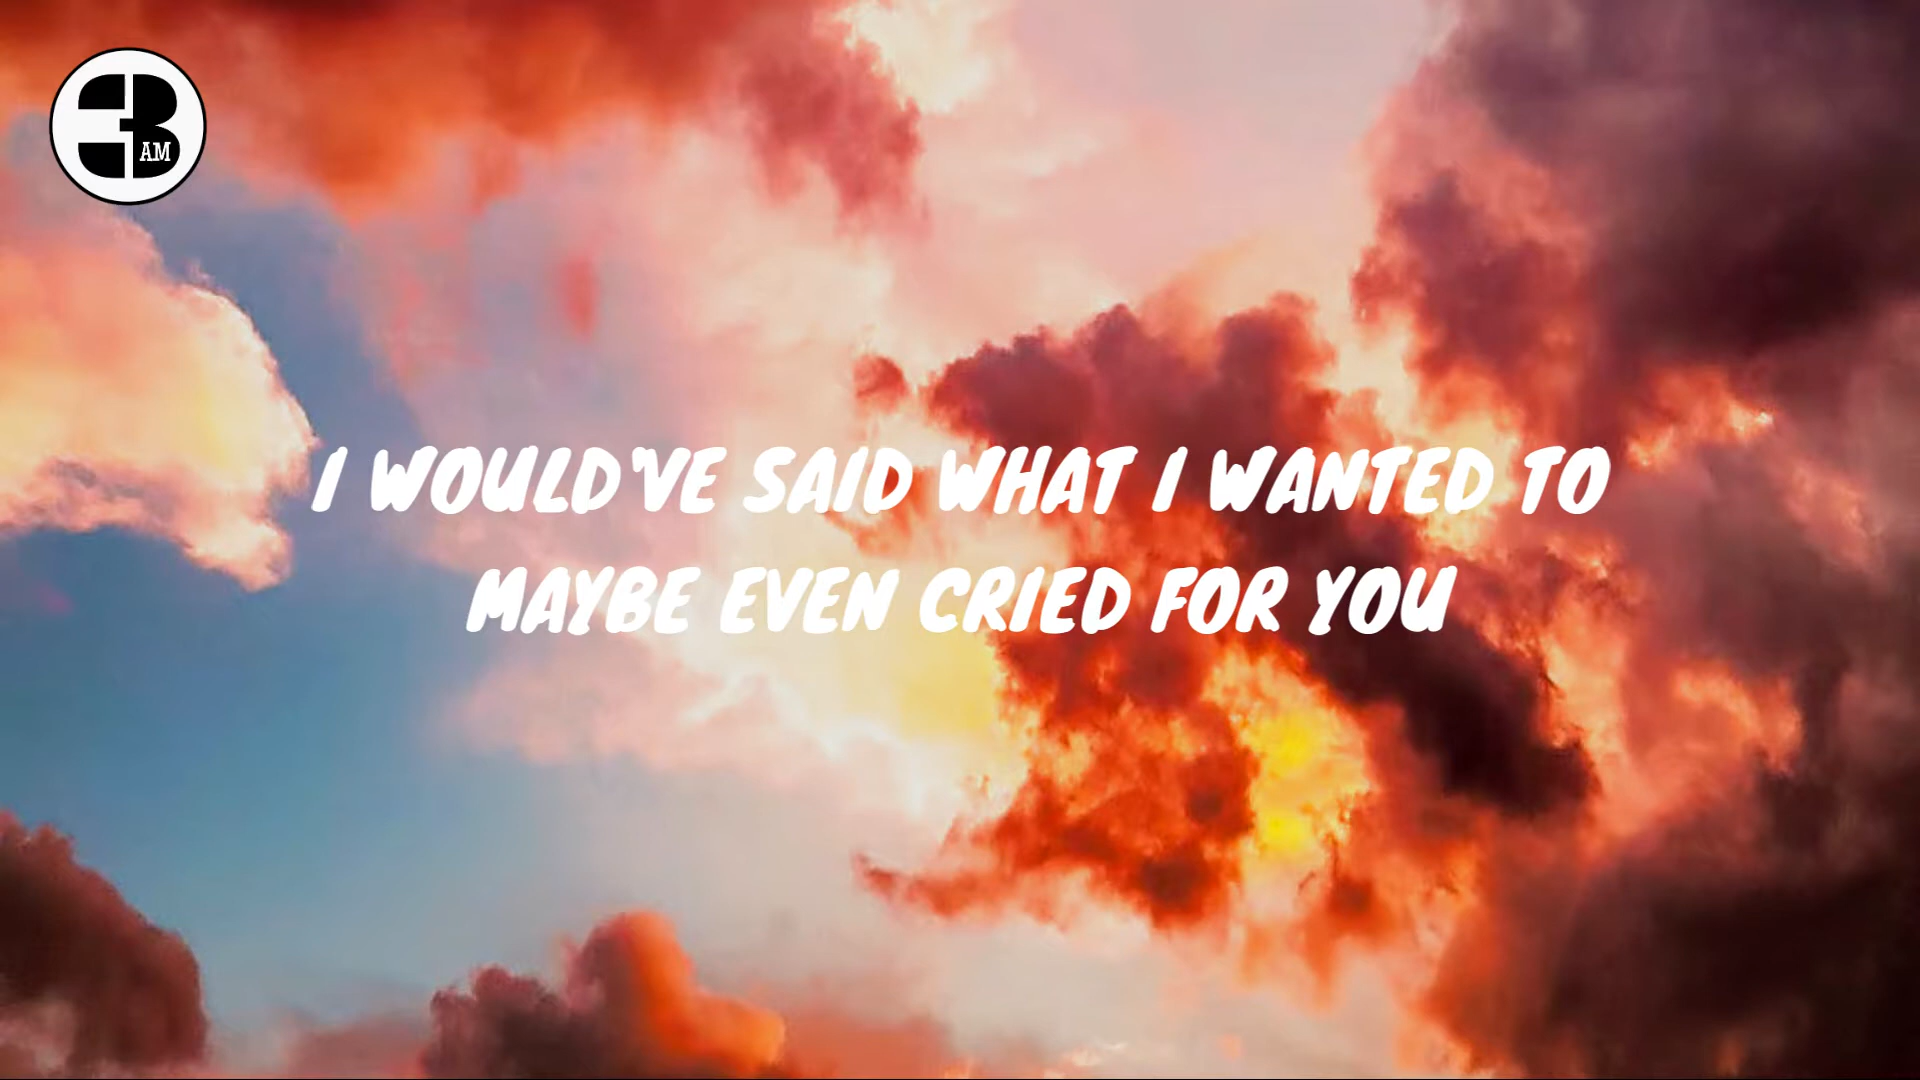 3
AM
I WOULD'VE SAID WHAT I WANTED TO
MAYBE EVEN CRIED FOR YOU